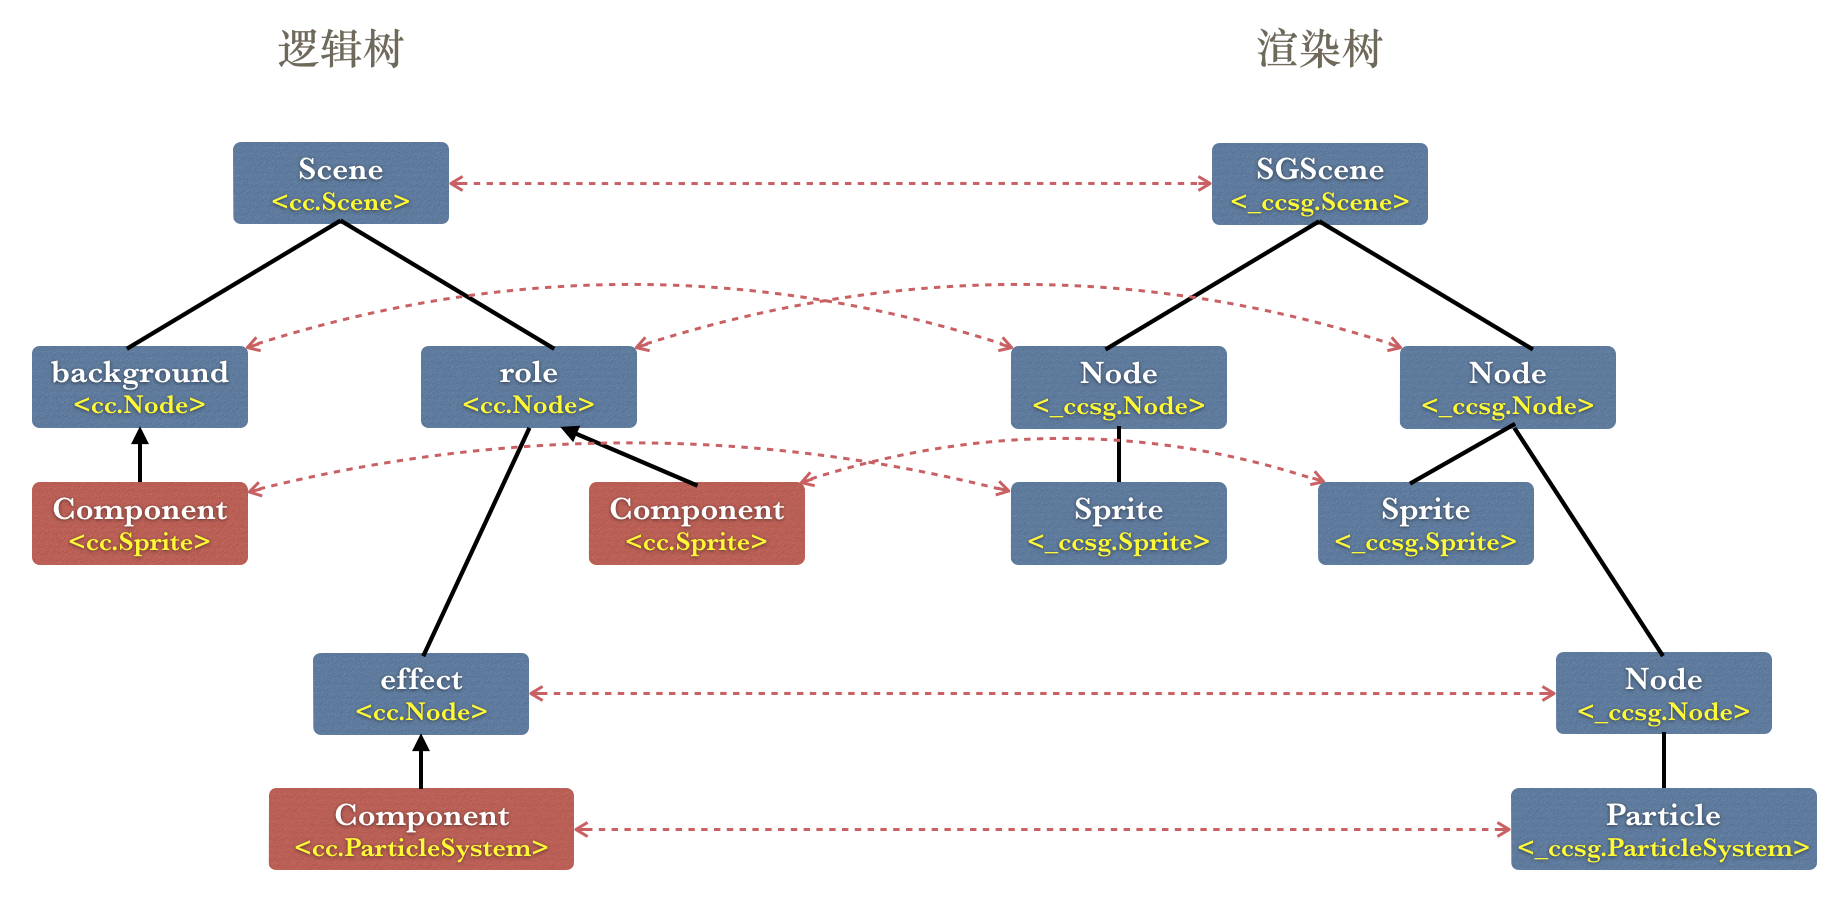 逻辑树
渲染树
Scene
<cc.Scene>
SGScene
<_ccsg.Scene>
background
<cc.Node>
role
<cc.Node>
Node
<_ccsg.Node>
Node
<_ccsg.Node>
Component
<cc.Sprite>
Component
<cc.Sprite>
Sprite
<_ccsg.Sprite>
Sprite
<_ccsg.Sprite>
effect
<cc.Node>
Node
<_ccsg.Node>
Component
<cc.ParticleSystem>
Particle
<_ccsg.ParticleSystem>